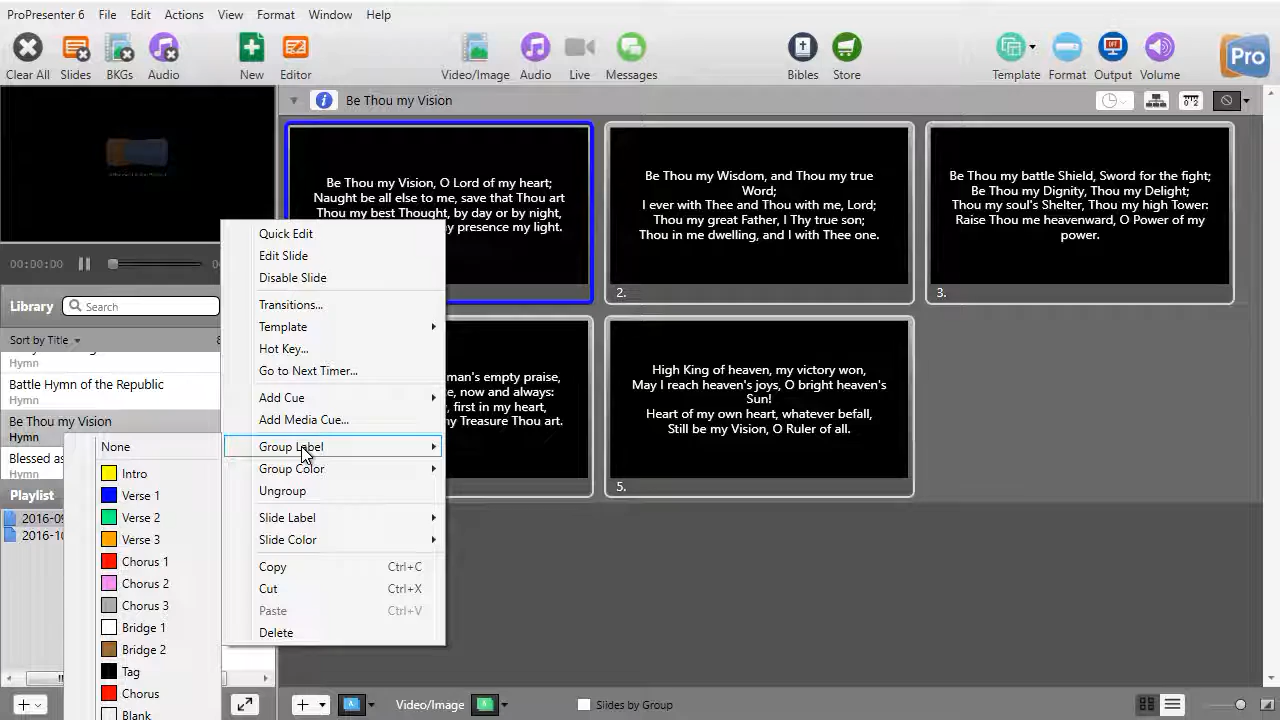 ProPresenter 6 File Edit Actions View Format Window Help
Clear All Slides BKGs Audio New Editor Video/Image Audio Live Messages Bibles Store Template Format Output Volume
Pro
Be Thou my Vision
Be Thou my Vision, O Lord of my heart;
Naught be all else to me, save that Thou art
Thou my best Thought, by day or by night,
presence my light.
Be Thou my Wisdom, and Thou my true
Word;
I ever with Thee and Thou with me, Lord;
Thou my great Father, I Thy true son;
Thou in me dwelling, and I with Thee one.
2.
Be Thou my battle Shield, Sword for the fight;
Be Thou my Dignity, Thou my Delight;
Thou my soul's Shelter, Thou my high Tower:
Raise Thou me heavenward, O Power of my
power.
3.
man's empty praise,
now and always:
first in my heart,
my Treasure Thou art.
High King of heaven, my victory won,
May I reach heaven's joys, O bright heaven's
Sun!
Heart of my own heart, whatever befall,
Still be my Vision, O Ruler of all.
5.
00:00:00
Library Search
Sort by Title
Hymn
Battle Hymn of the Republic
Hymn
Be Thou my Vision
Hymn
Blessed as
Hymn
Playlist
2016-09
2016-10
Quick Edit
Edit Slide
Disable Slide
Transitions...
Template
Hot Key...
Go to Next Timer...
Add Cue
Add Media Cue...
Group Label
Group Color
Ungroup
Slide Label
Slide Color
Copy Ctrl+C
Cut Ctrl+X
Paste Ctrl+V
Delete
None
Intro
Verse 1
Verse 2
Verse 3
Chorus 1
Chorus 2
Chorus 3
Bridge 1
Bridge 2
Tag
Chorus
Blank
Video/Image Slides by Group